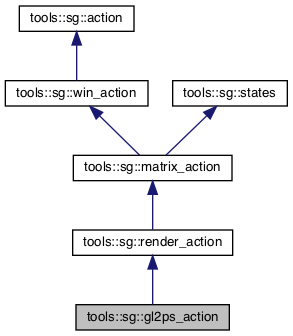 tools::sg::action
tools::sg::win_action
tools::sg::states
tools::sg::matrix_action
tools::sg::render_action
tools::sg::gl2ps_action